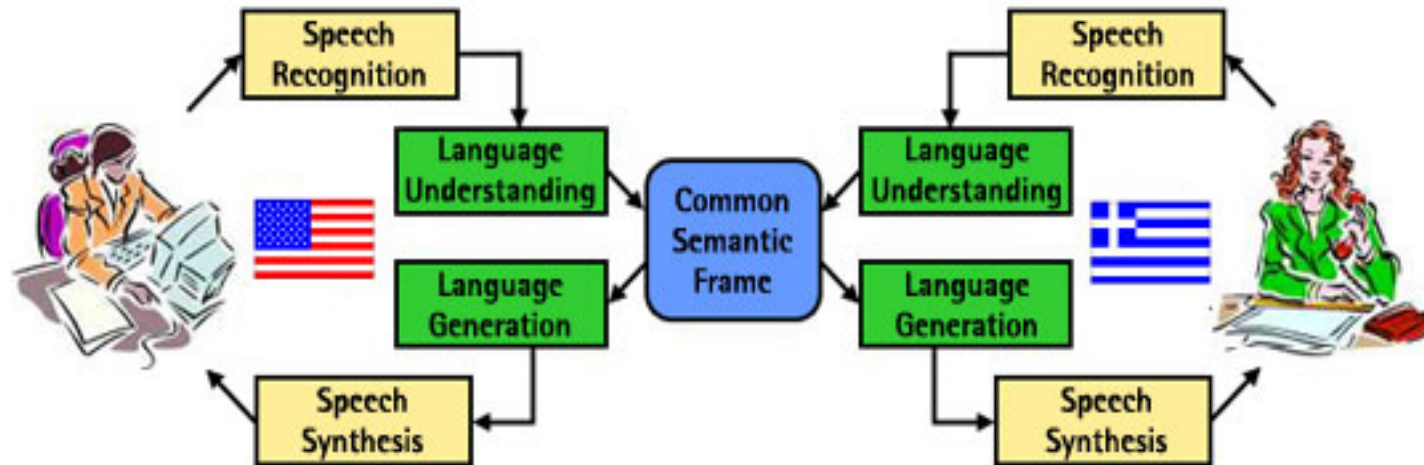 Speech
Recognition
Language
Understanding
Language
Generation
Speech
Synthesis
Common
Semantic
Frame
Speech
Recognition
Language
Understanding
Language
Generation
Speech
Synthesis